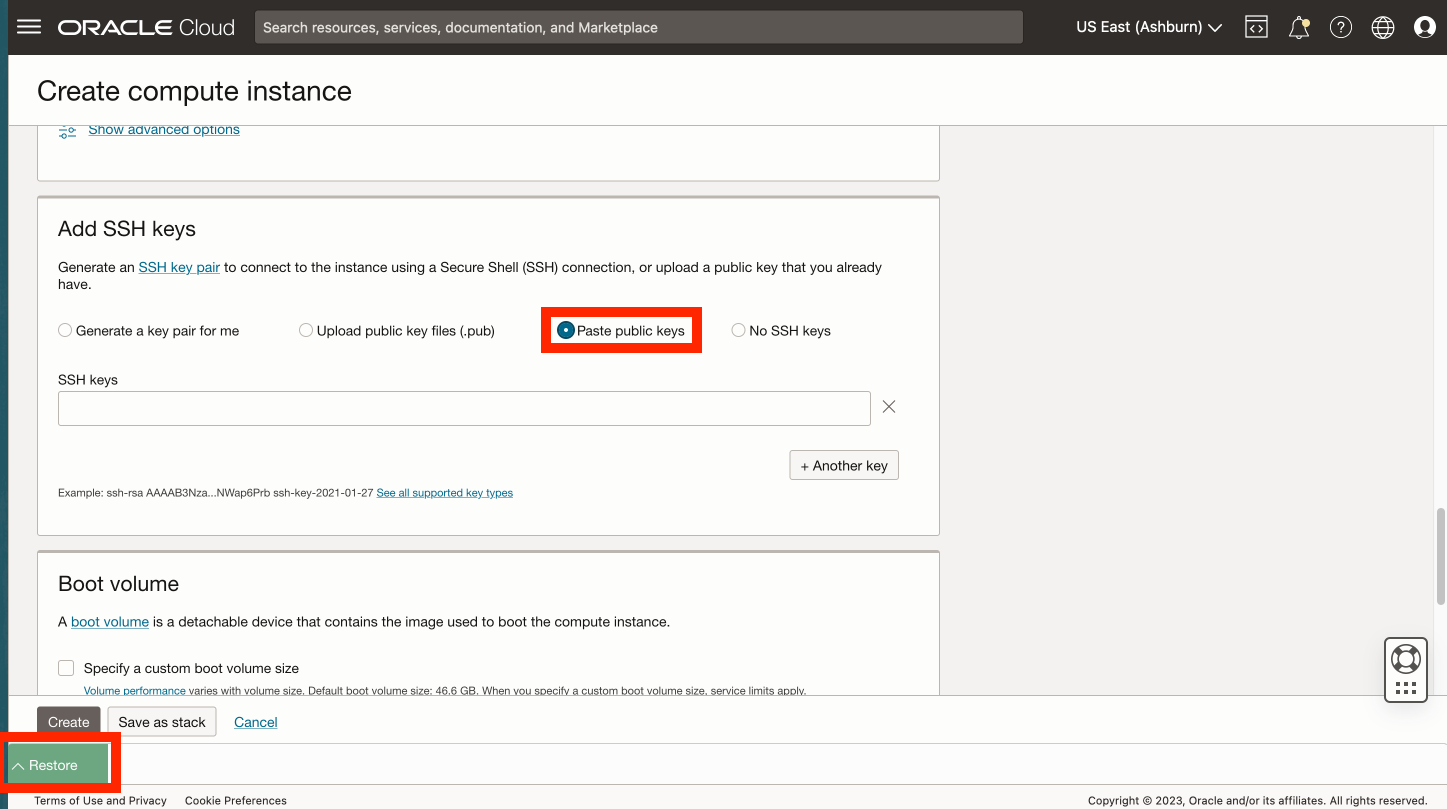 ORACLE Cloud
Search resources, services, documentation, and Marketplace
US East (Ashburn)
Create compute instance
Show advanced options
Add SSH keys
Generate an SSH key pair to connect to the instance using a Secure Shell (SSH) connection, or upload a public key that you already
have.
Generate a key pair for me
Upload public key files (.pub)
Paste public keys
No SSH keys
SSH keys
+ Another key
Example: ssh-rsa AAAAB3Nza...NWap6Prb ssh-key-2021-01-27 See all supported key types
Boot volume
A boot volume is a detachable device that contains the image used to boot the compute instance.
Specify a custom boot volume size
Volume performance varies with volume size. Default boot volume size: 46.6 GB. When you specify a custom boot volume size, service limits apply.
Create
Save as stack
Cancel
Restore
Terms of Use and Privacy
Cookie Preferences
Copyright © 2023, Oracle and/or its affiliates. All rights reserved.